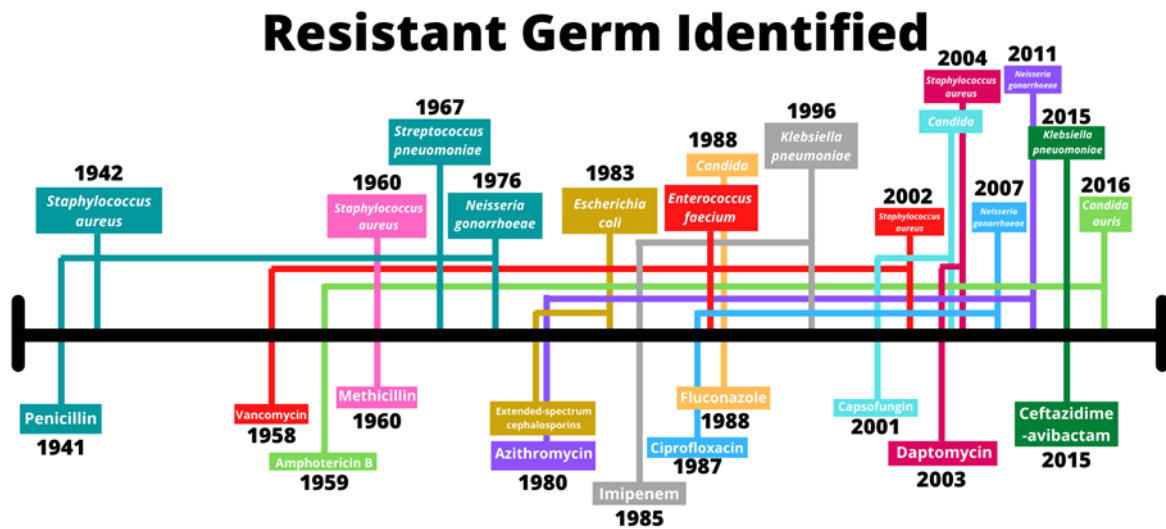 Resistant Germ Identified
1942
Staphylococcus
aureus
1960
Staphylococcus
aureus
1967
Streptococcus
pneuomoniae
1976
Neisseria
gonorrhoeae
1983
Escherichia
coli
1988
Candida
Enterococcus
faecium
1996
Klebsiella
pneumoniae
2002
Staphylococcus
aureus
2004
Staphylococcus
aureus
Candida
2007
Neisseria
gonorrhoeae
2011
Neisseria
gonorrhoeae
2015
Klebsiella
pneuomoniae
2016
Candida
auris
Penicillin
1941
Vancomycin
1958
Amphotericin B
1959
Methicillin
1960
Extended-spectrum
cephalosporins
Azithromycin
1980
Imipenem
1985
Ciprofloxacin
1987
Fluconazole
1988
Capsofungin
2001
Daptomycin
2003
Ceftazidime
-avibactam
2015